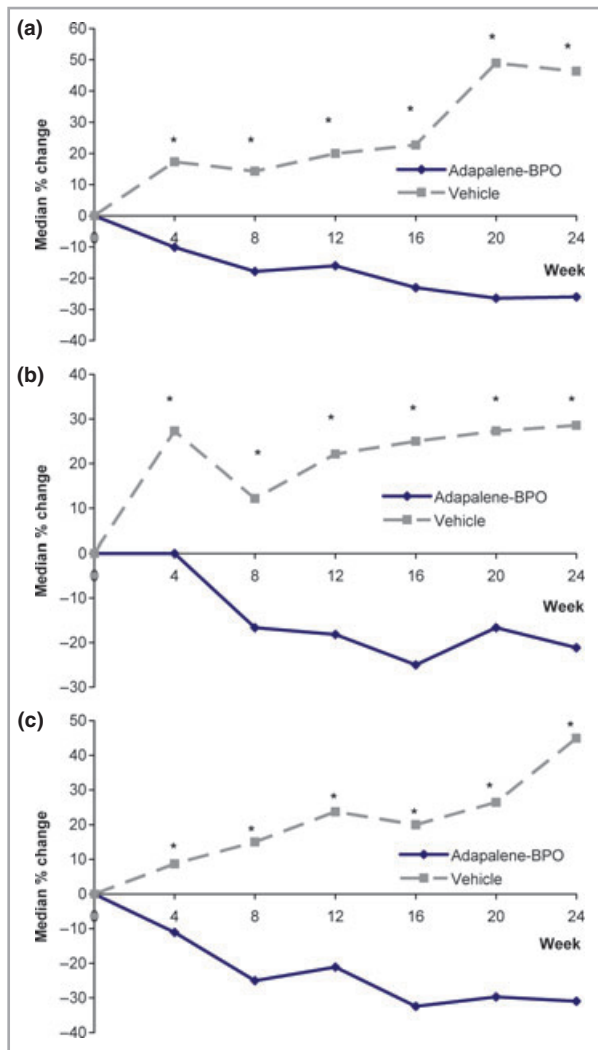 (a)
60
*
*
50
40
*
30
*
*
*
20
Adapalene-BPO
10
Vehicle
Median % change
0
0 4 8 12 16 20 24
–10
Week
–20
–30
–40
(b)
40
*
*
*
*
*
30
*
20
Adapalene-BPO
10
Vehicle
Median % change
0
0 4 8 12 16 20 24
–10
Week
–20
–30
(c)
50
*
40
30
*
*
*
20
*
*
Adapalene-BPO
10
Vehicle
Median % change
0
0 4 8 12 16 20 24
–10
Week
–20
–30
–40